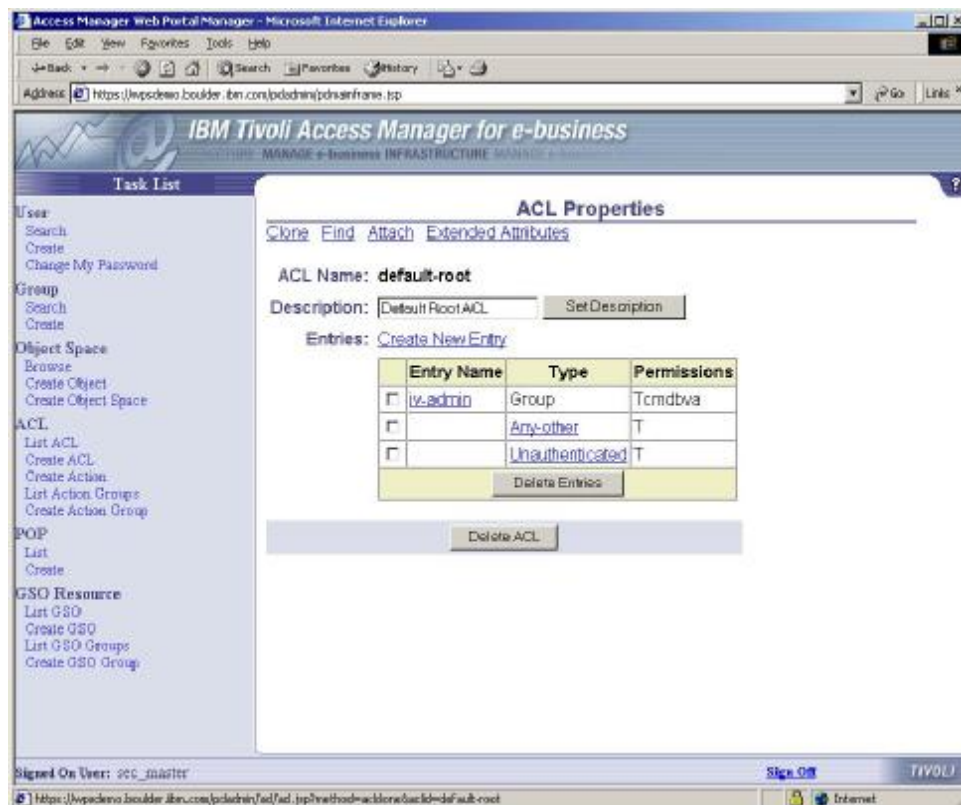 Access Manager Web Portal Manager - Microsoft Internet Explorer
File Edit View Favorites Tools Help
Back Search Favorites History
Address https://wpsdemo.boulder.ibm.com/pdadmin/pdmainframe.jsp Go Links
IBM Tivoli Access Manager for e-business
MANAGE e-business INFRASTRUCTURE
Task List
User
Search
Create
Change My Password
Group
Search
Create
Object Space
Browse
Create Object
Create Object Space
ACL
List ACL
Create ACL
Create Action
List Action Groups
Create Action Group
POP
List
Create
GSO Resource
List GSO
Create GSO
List GSO Groups
Create GSO Group
?
ACL Properties
Clone Find Attach Extended Attributes
ACL Name: default-root
Description: Default Root ACL Set Description
Entries: Create New Entry
Entry Name Type Permissions
iv-admin Group Tcmdbva
Any-other T
Unauthenticated T
Delete Entries
Delete ACL
Signed On User: sec_master Sign Off TIVOLI
Internet